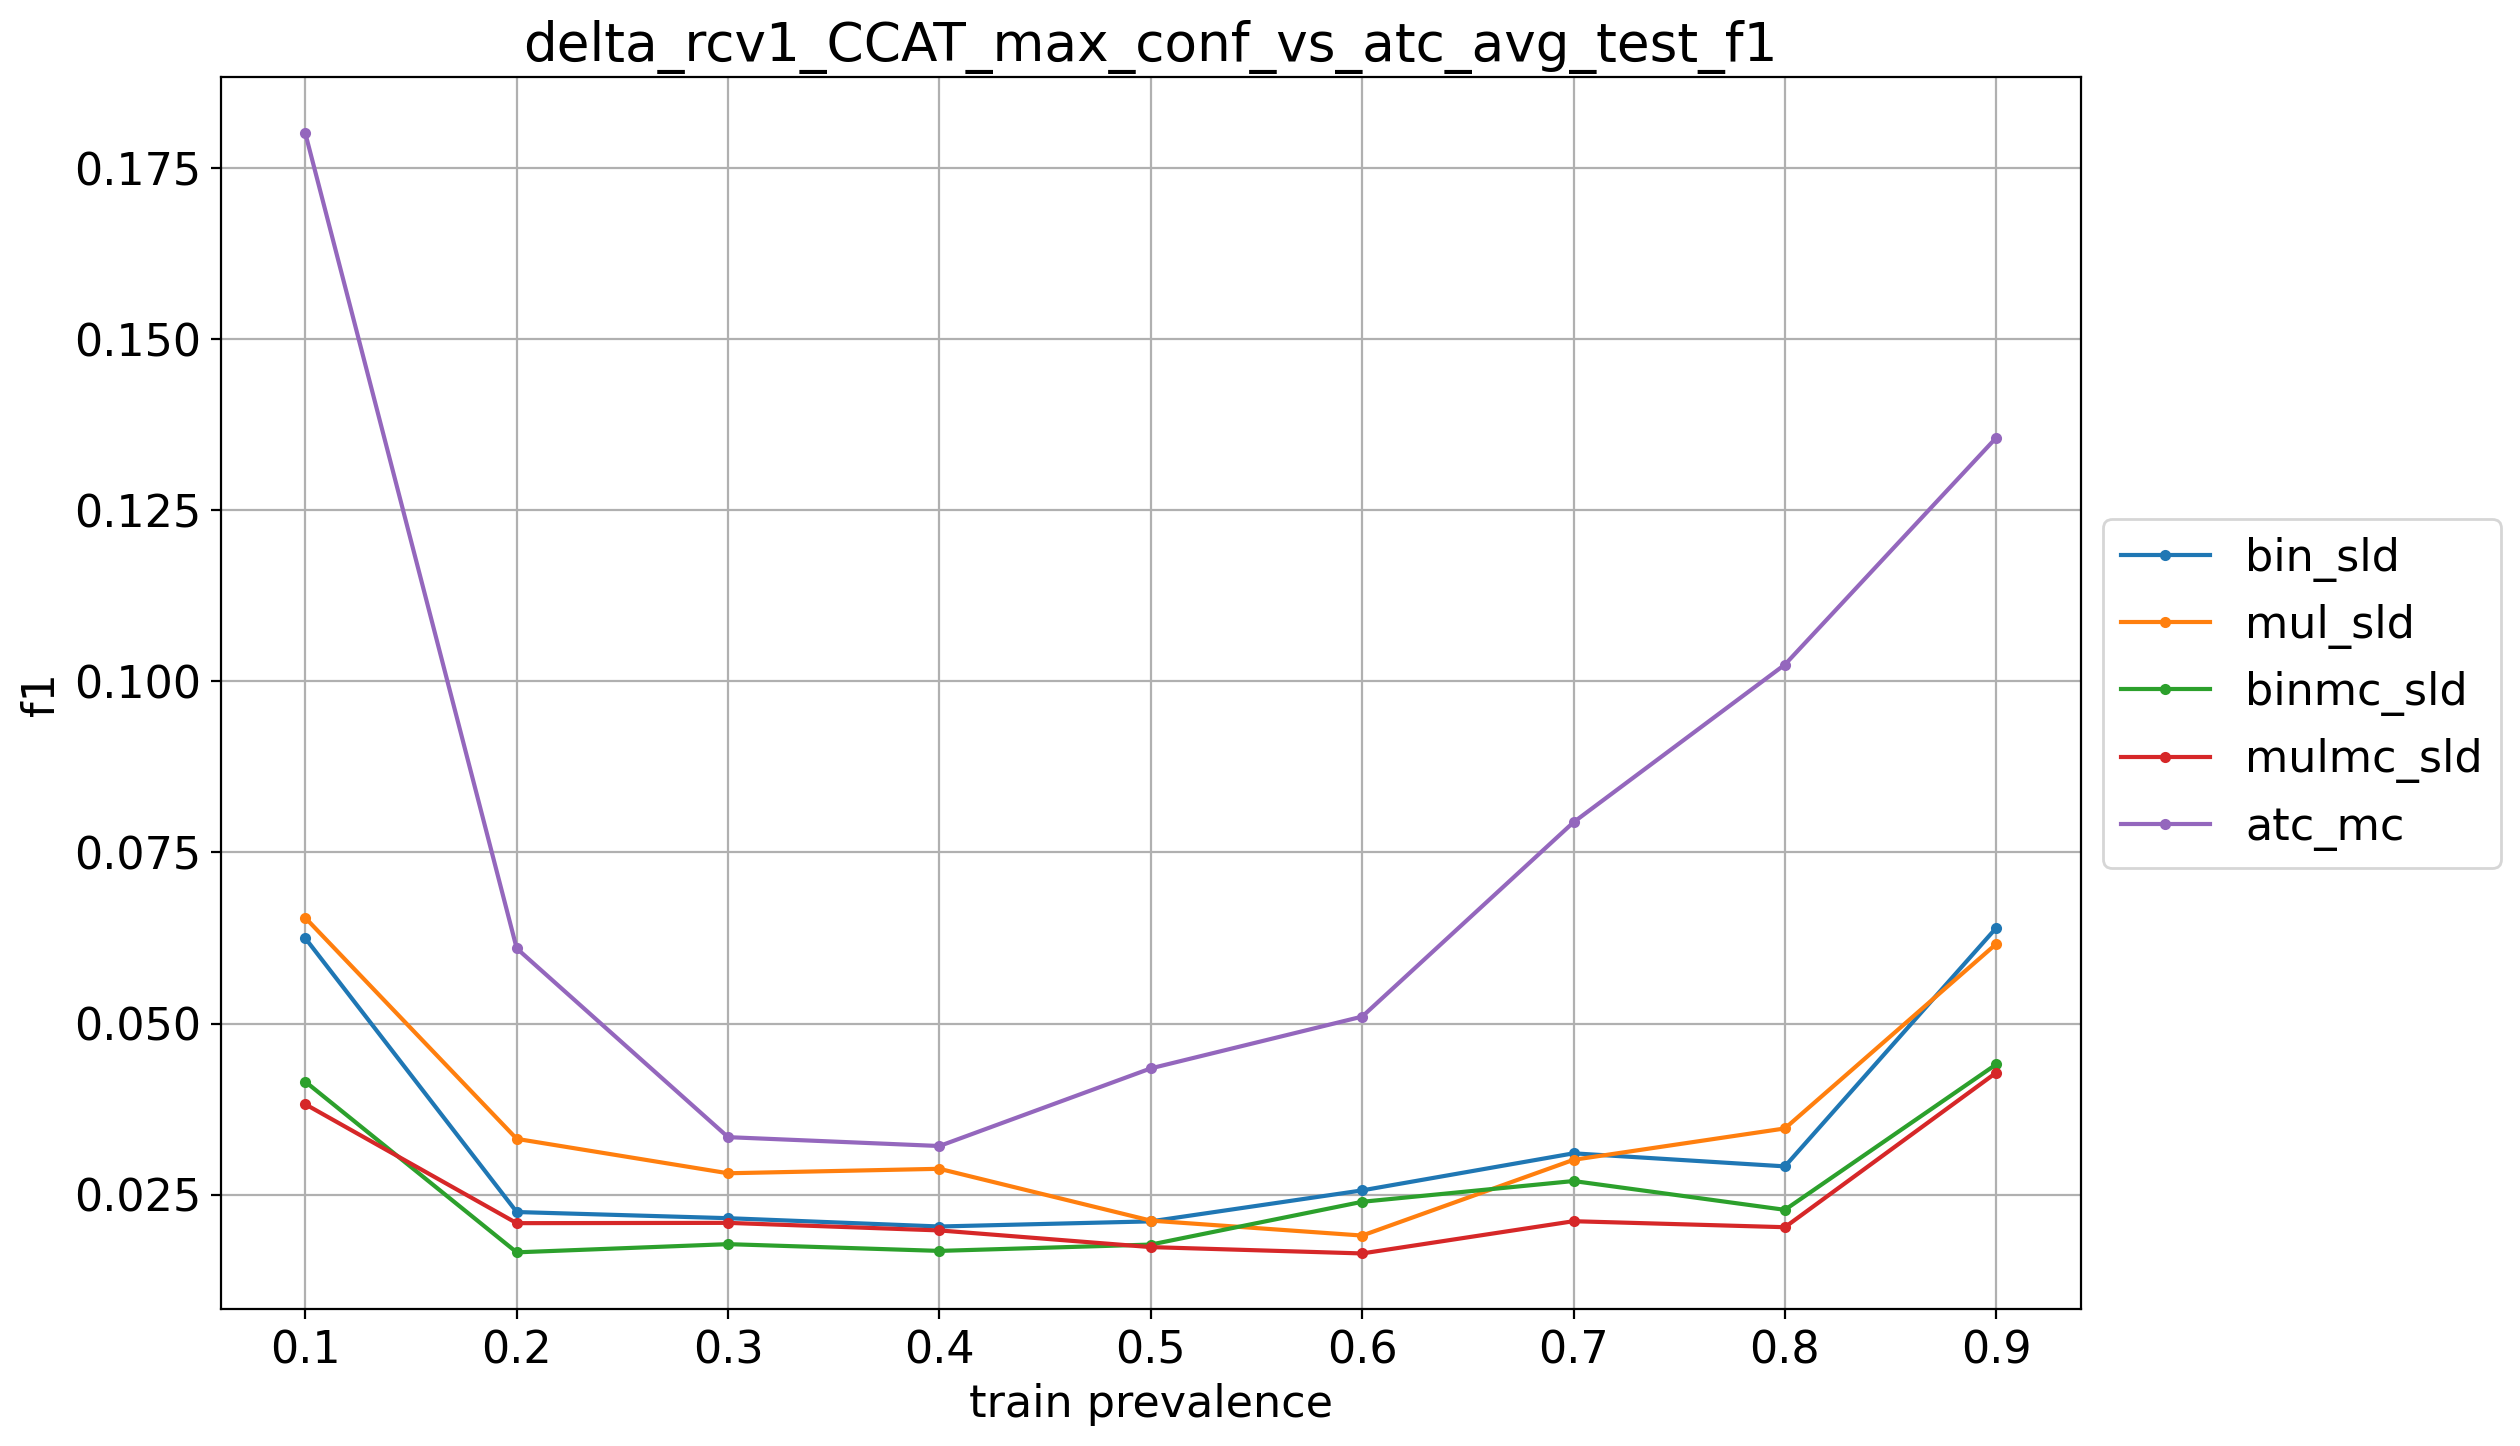 delta_rcv1_CCAT_max_conf_vs_atc_avg_test_f1
f1
0.175
0.150
0.125
0.100
0.075
0.050
0.025
0.1 0.2 0.3 0.4 0.5 0.6 0.7 0.8 0.9
train prevalence
bin_sld
mul_sld
binmc_sld
mulmc_sld
atc_mc